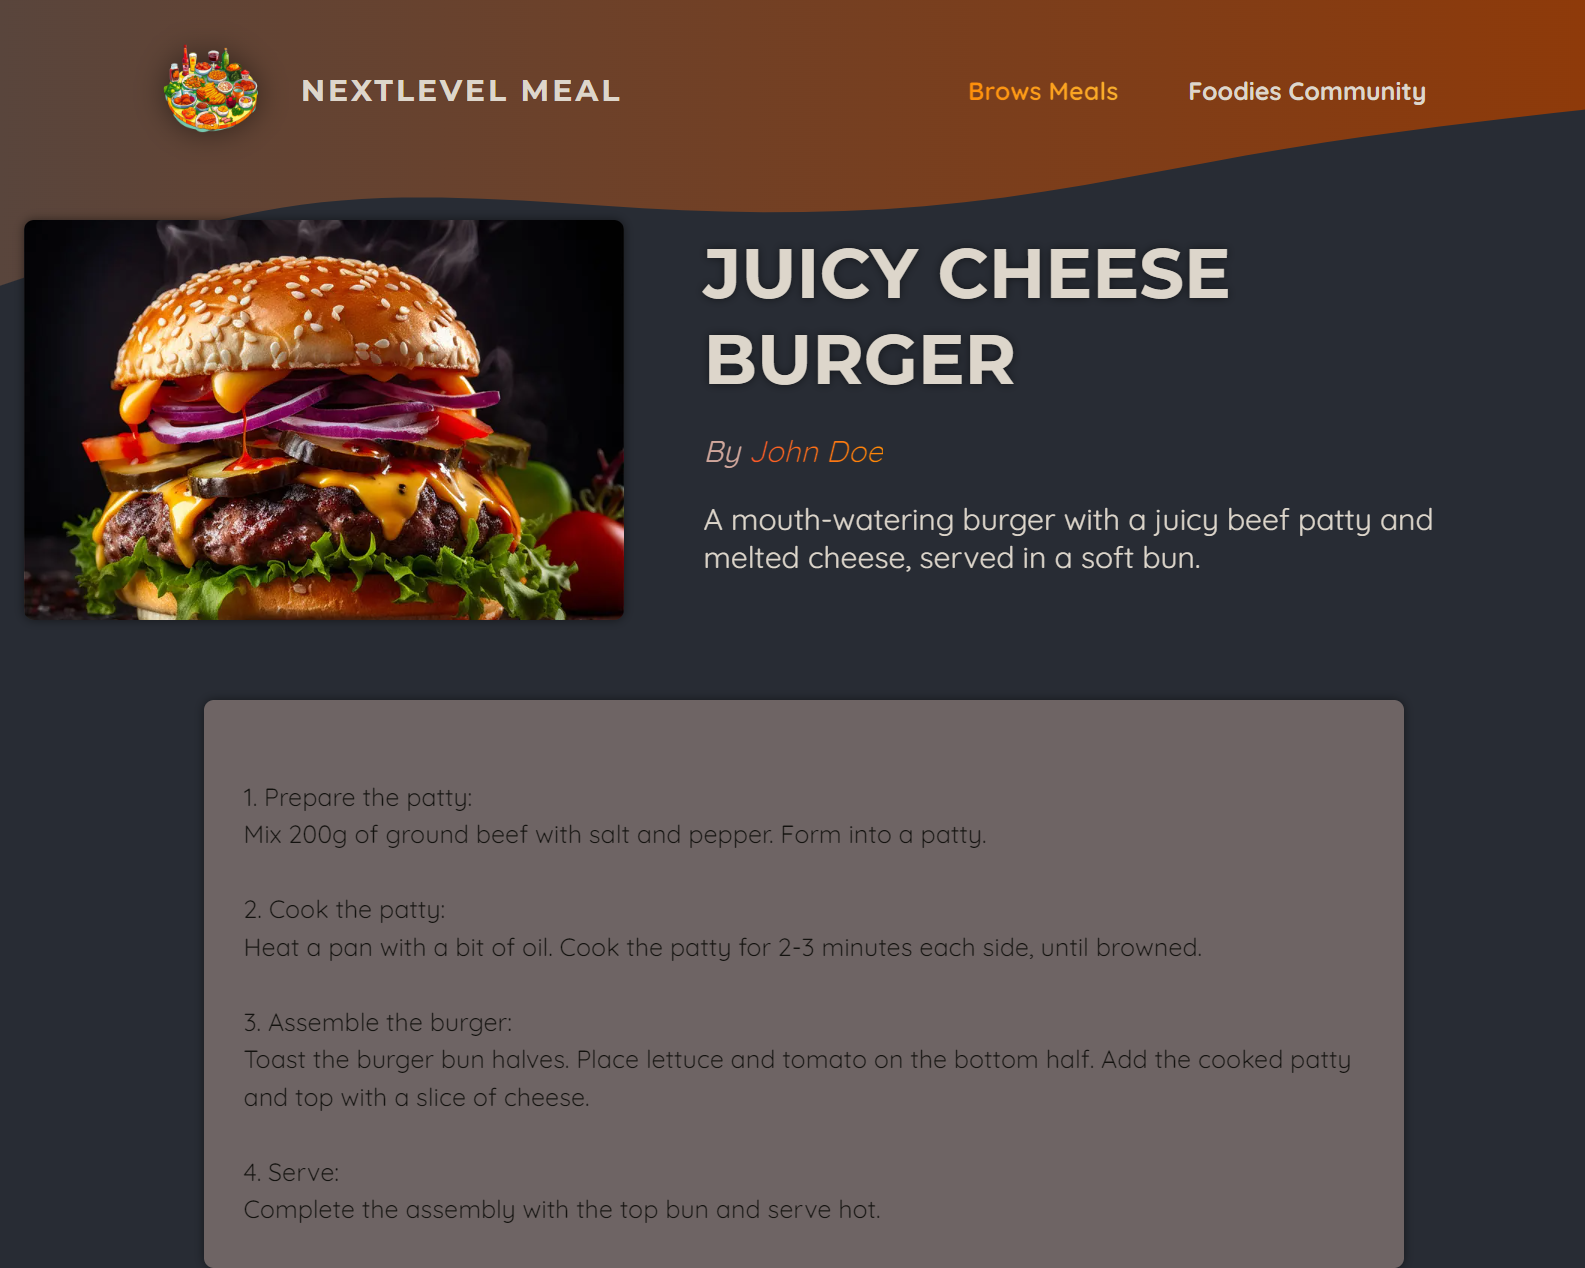 NEXTLEVEL MEAL
Brows Meals
Foodies Community
JUICY CHEESE
BURGER
By John Doe
A mouth-watering burger with a juicy beef patty and
melted cheese, served in a soft bun.
1. Prepare the patty:
Mix 200g of ground beef with salt and pepper. Form into a patty.
2. Cook the patty:
Heat a pan with a bit of oil. Cook the patty for 2-3 minutes each side, until browned.
3. Assemble the burger:
Toast the burger bun halves. Place lettuce and tomato on the bottom half. Add the cooked patty
and top with a slice of cheese.
4. Serve:
Complete the assembly with the top bun and serve hot.